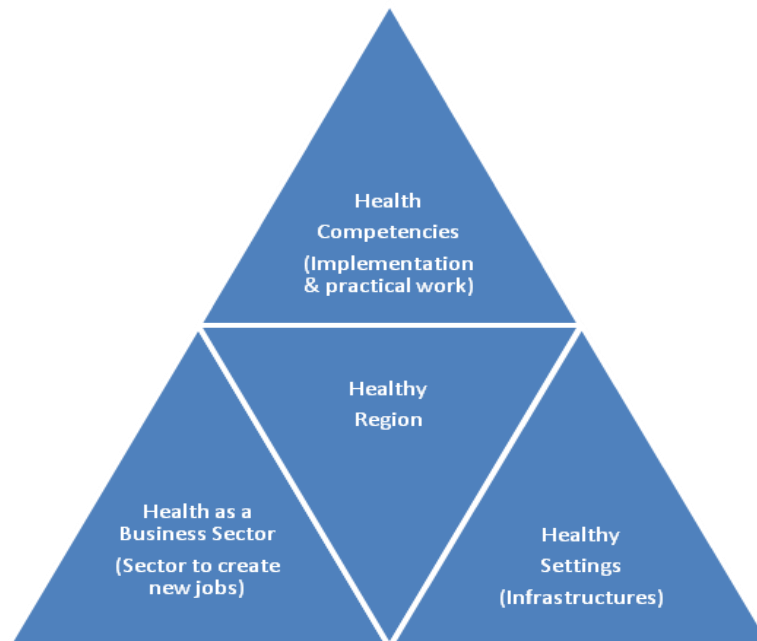 Health
Competencies
(Implementation
& practical work)
Healthy
Region
Health as a
Business Sector
(Sector to create
new jobs)
Healthy
Settings
(Infrastructures)